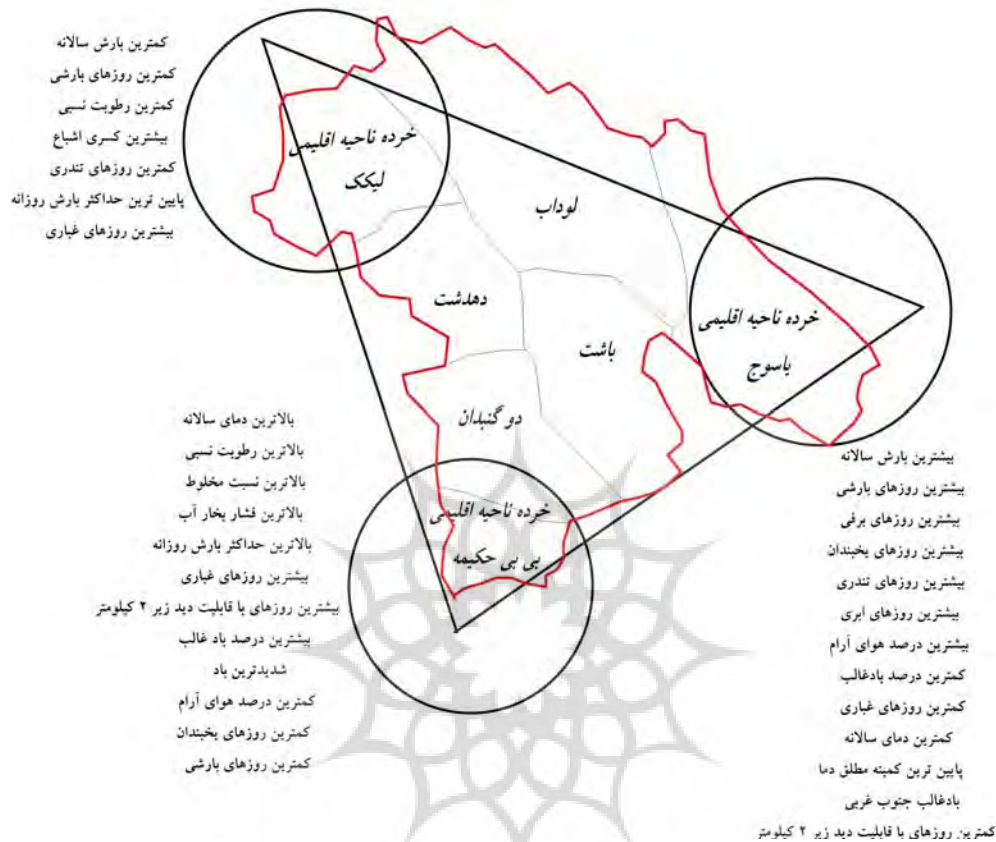 کمترین بارش سالانه
کمترین روزهای بارشی
کمترین رطوبت نسبی
بیشترین کسری اشباع
کمترین روزهای تندری
پایین ترین حداکثر بارش روزانه
بیشترین روزهای غباری
خرده ناحیه اقلیمی
لیکک
لوداب
دهدشت
باشت
خرده ناحیه اقلیمی
یاسوج
دو گنبدان
خرده ناحیه اقلیمی
بی بی حکیمه
بالاترین دمای سالانه
بالاترین رطوبت نسبی
بالاترین نسبت مخلوط
بالاترین فشار بخار آب
بالاترین حداکثر بارش روزانه
بیشترین روزهای غباری
بیشترین روزهای با قابلیت دید زیر ۲ کیلومتر
بیشترین درصد باد غالب
شدیدترین باد
کمترین درصد هوای آرام
کمترین روزهای یخبندان
کمترین روزهای بارشی
بیشترین بارش سالانه
بیشترین روزهای بارشی
بیشترین روزهای برفی
بیشترین روزهای یخبندان
بیشترین روزهای تندری
بیشترین روزهای ابری
بیشترین درصد هوای آرام
کمترین درصد بادغالب
کمترین روزهای غباری
کمترین دمای سالانه
پایین ترین کمینه مطلق دما
بادغالب جنوب غربی
کمترین روزهای با قابلیت دید زیر ۲ کیلومتر